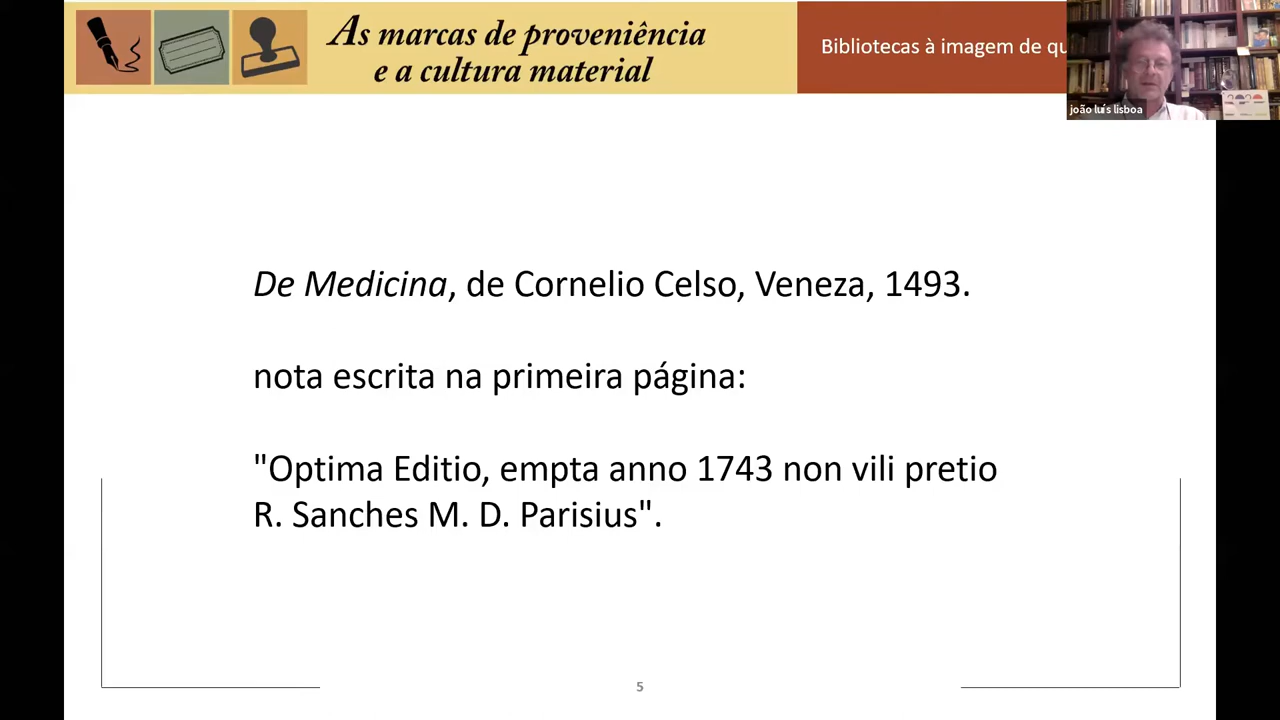 As marcas de proveniência
e a cultura material
Bibliotecas à imagem de
joão luís lisboa
De Medicina, de Cornelio Celso, Veneza, 1493.
nota escrita na primeira página:
"Optima Editio, empta anno 1743 non vili pretio
R. Sanches M. D. Parisius".
5